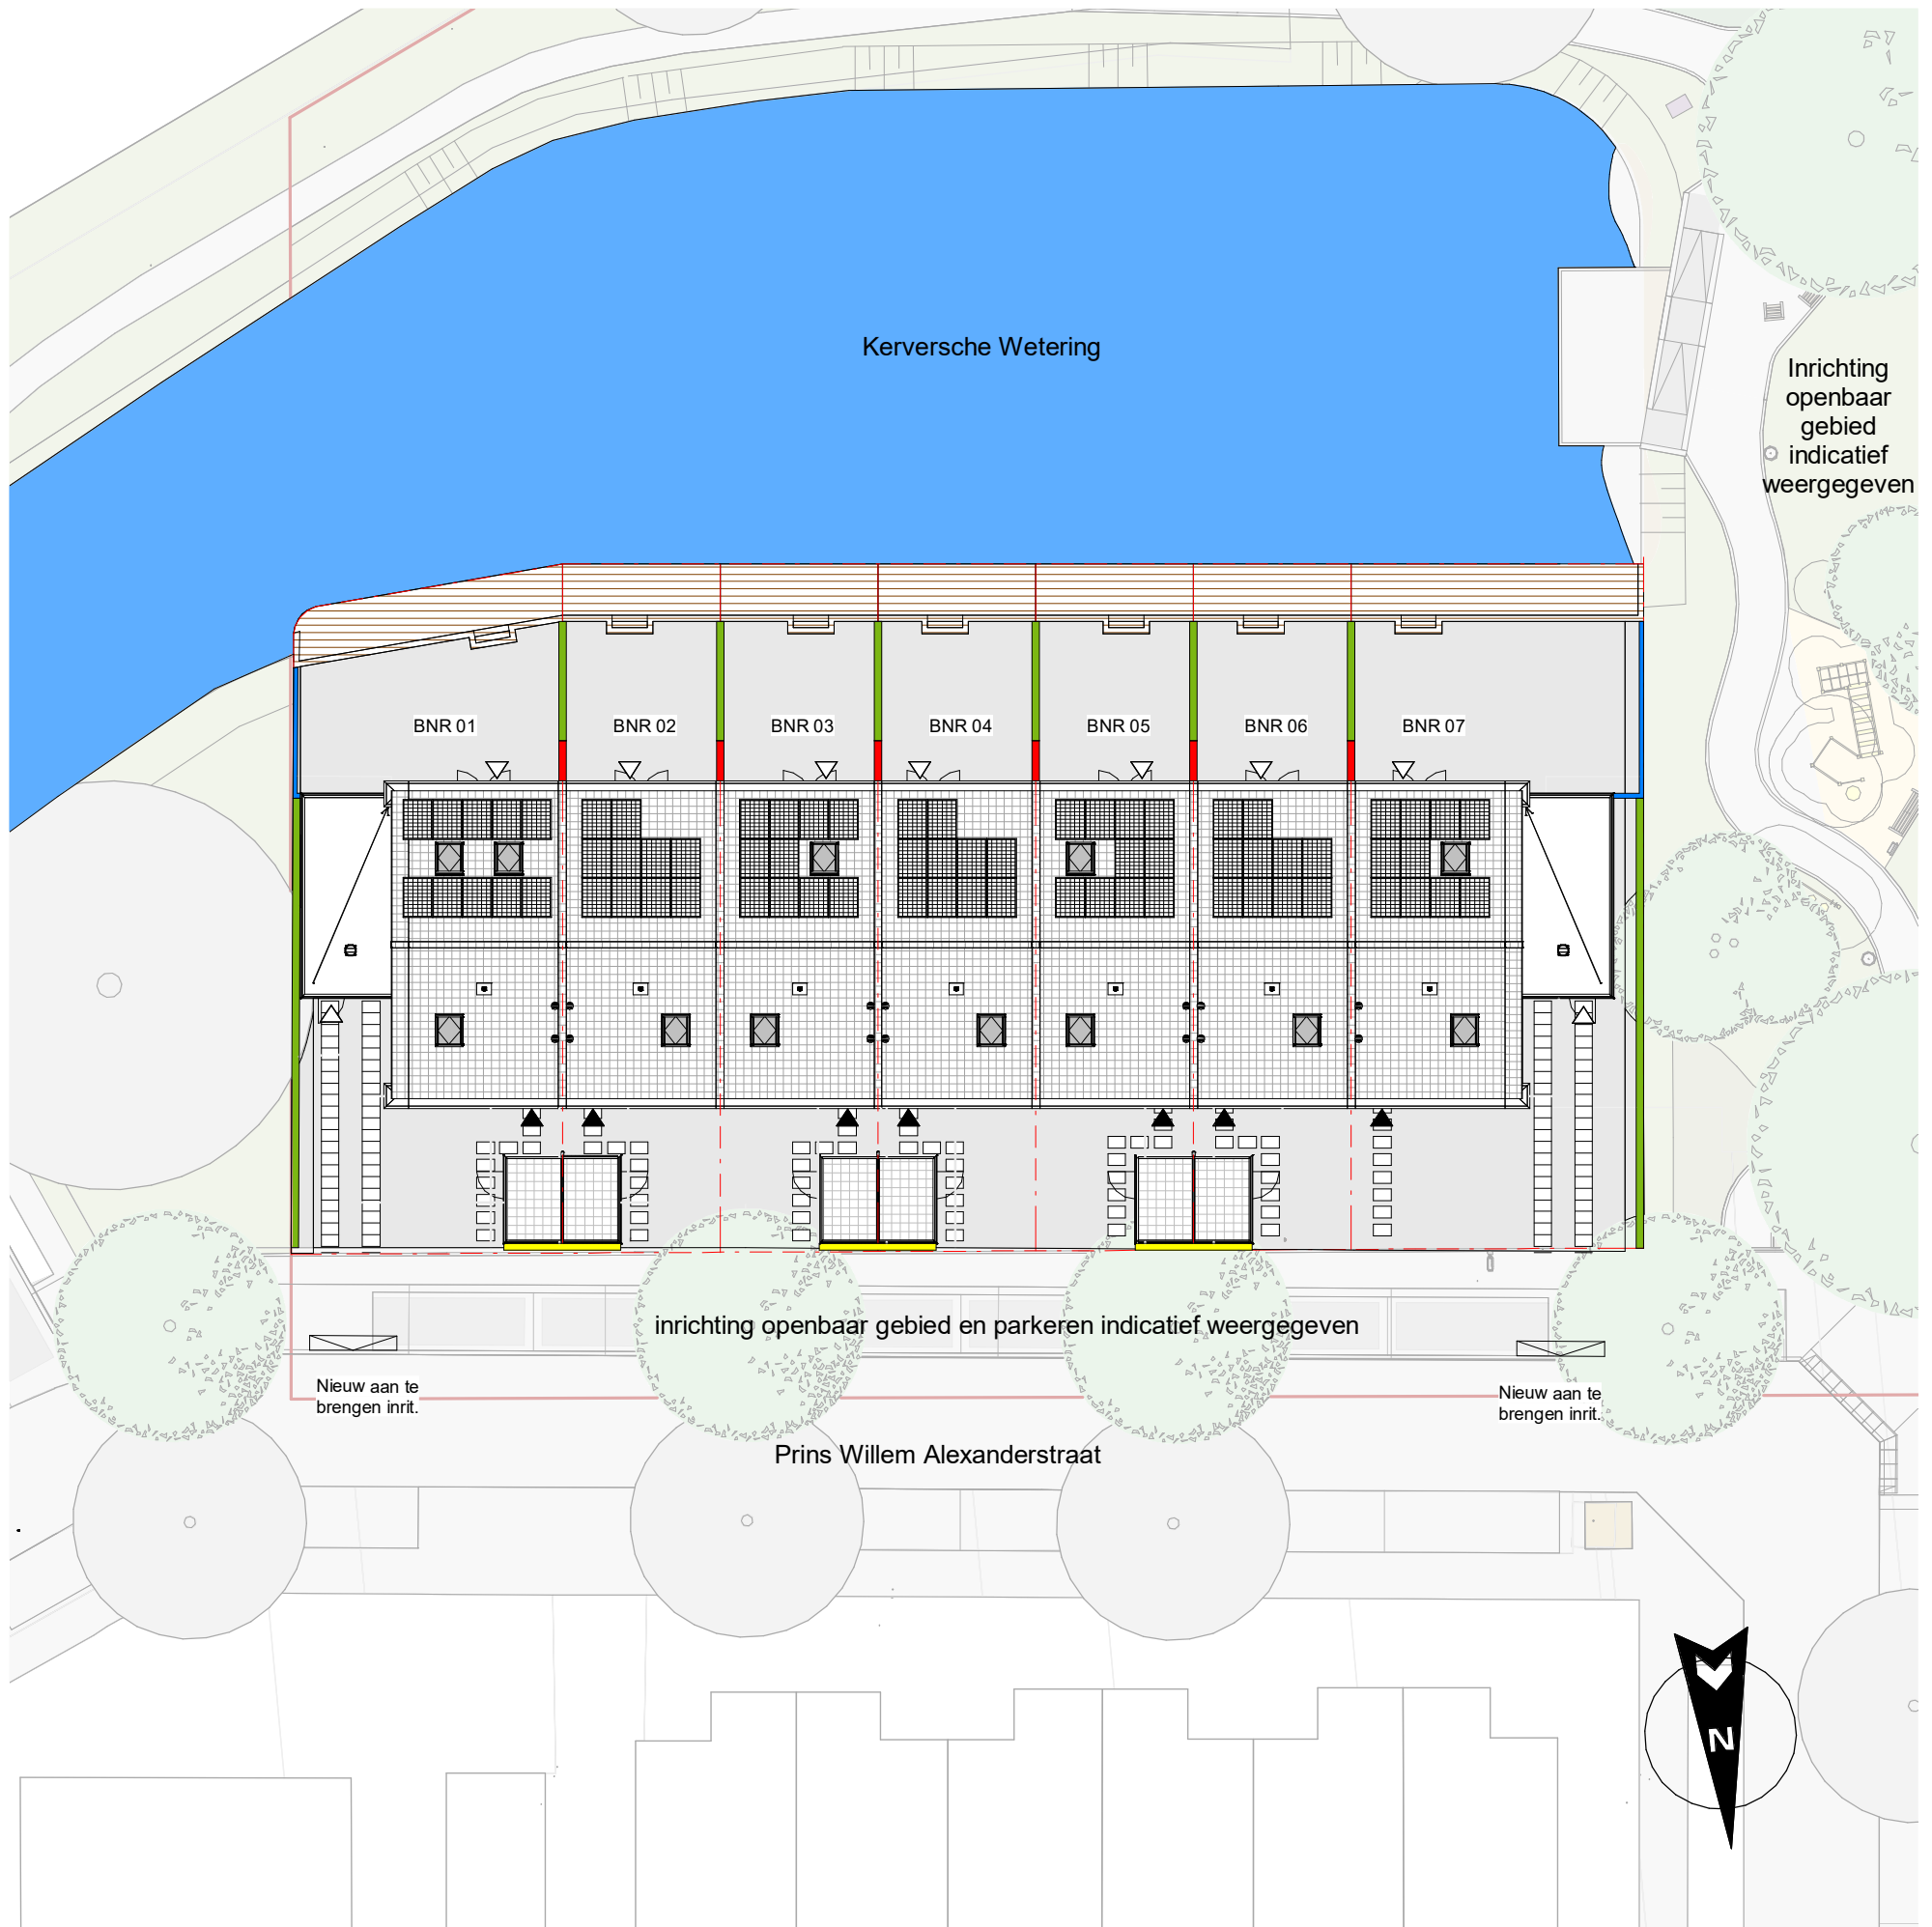 Kerversche Wetering
Inrichting
openbaar
gebied
indicatief
weergegeven
BNR 01
BNR 02
BNR 03
BNR 04
BNR 05
BNR 06
BNR 07
inrichting openbaar gebied en parkeren indicatief weergegeven
Nieuw aan te
brengen inrit.
Nieuw aan te
brengen inrit.
Prins Willem Alexanderstraat
N